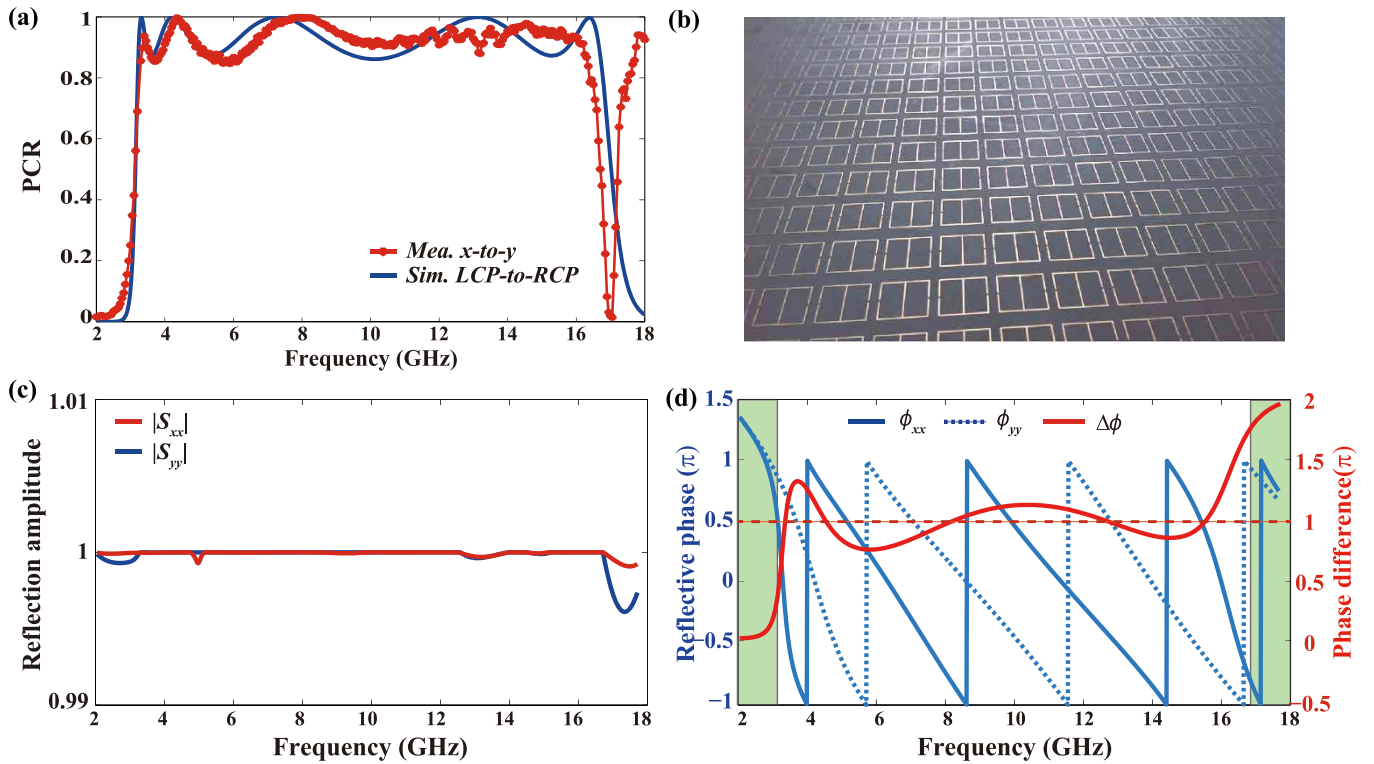 (a)
1
0.8
0.6
0.4
0.2
0
PCR
Mea. x-to-y
Sim. LCP-to-RCP
2 4 6 8 10 12 14 16 18
Frequency (GHz)
(b)
(c)
1.01
1
0.99
Reflection amplitude
|Sxx|
|Syy|
2 4 6 8 10 12 14 16 18
Frequency (GHz)
(d)
1.5
1
0.5
0
−0.5
−1
Reflective phase (π)
ϕxx ϕyy Δϕ
2
1.5
1
0.5
0
−0.5
Phase difference(π)
2 4 6 8 10 12 14 16 18
Frequency (GHz)